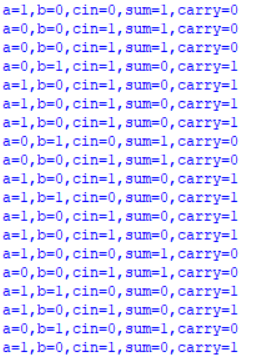 a=1,b=0,cin=0,sum=1,carry=0
a=0,b=0,cin=1,sum=1,carry=0
a=0,b=0,cin=1,sum=1,carry=0
a=0,b=1,cin=1,sum=0,carry=1
a=1,b=0,cin=1,sum=0,carry=1
a=1,b=1,cin=1,sum=1,carry=1
a=1,b=0,cin=1,sum=0,carry=1
a=0,b=1,cin=0,sum=1,carry=0
a=0,b=0,cin=1,sum=1,carry=0
a=1,b=0,cin=1,sum=0,carry=1
a=1,b=1,cin=0,sum=0,carry=1
a=1,b=0,cin=1,sum=0,carry=1
a=1,b=0,cin=1,sum=0,carry=1
a=1,b=0,cin=0,sum=1,carry=0
a=0,b=0,cin=1,sum=1,carry=0
a=1,b=1,cin=0,sum=0,carry=1
a=1,b=0,cin=1,sum=0,carry=1
a=0,b=1,cin=0,sum=1,carry=0
a=1,b=0,cin=1,sum=0,carry=1